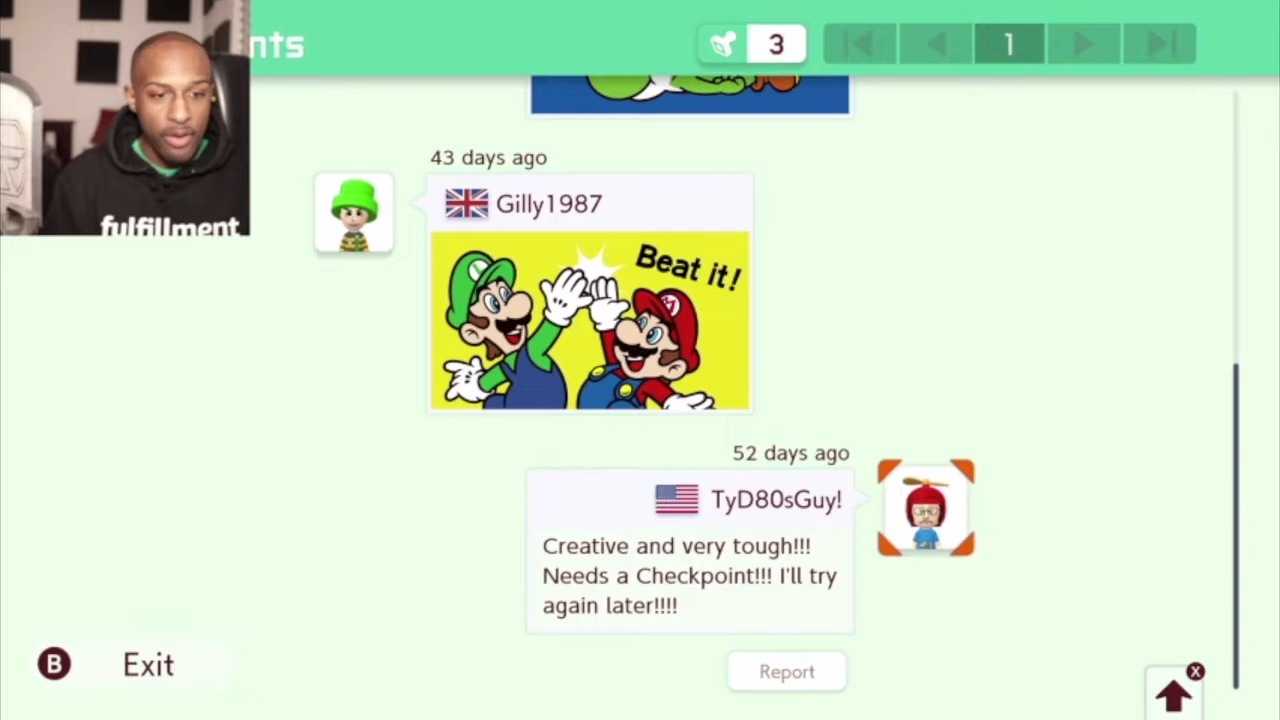 nts
3
1
43 days ago
Gilly1987
Beat it!
fulfillment
52 days ago
TyD80sGuy!
Creative and very tough!!!
Needs a Checkpoint!!! I'll try
again later!!!!
B Exit
Report
X